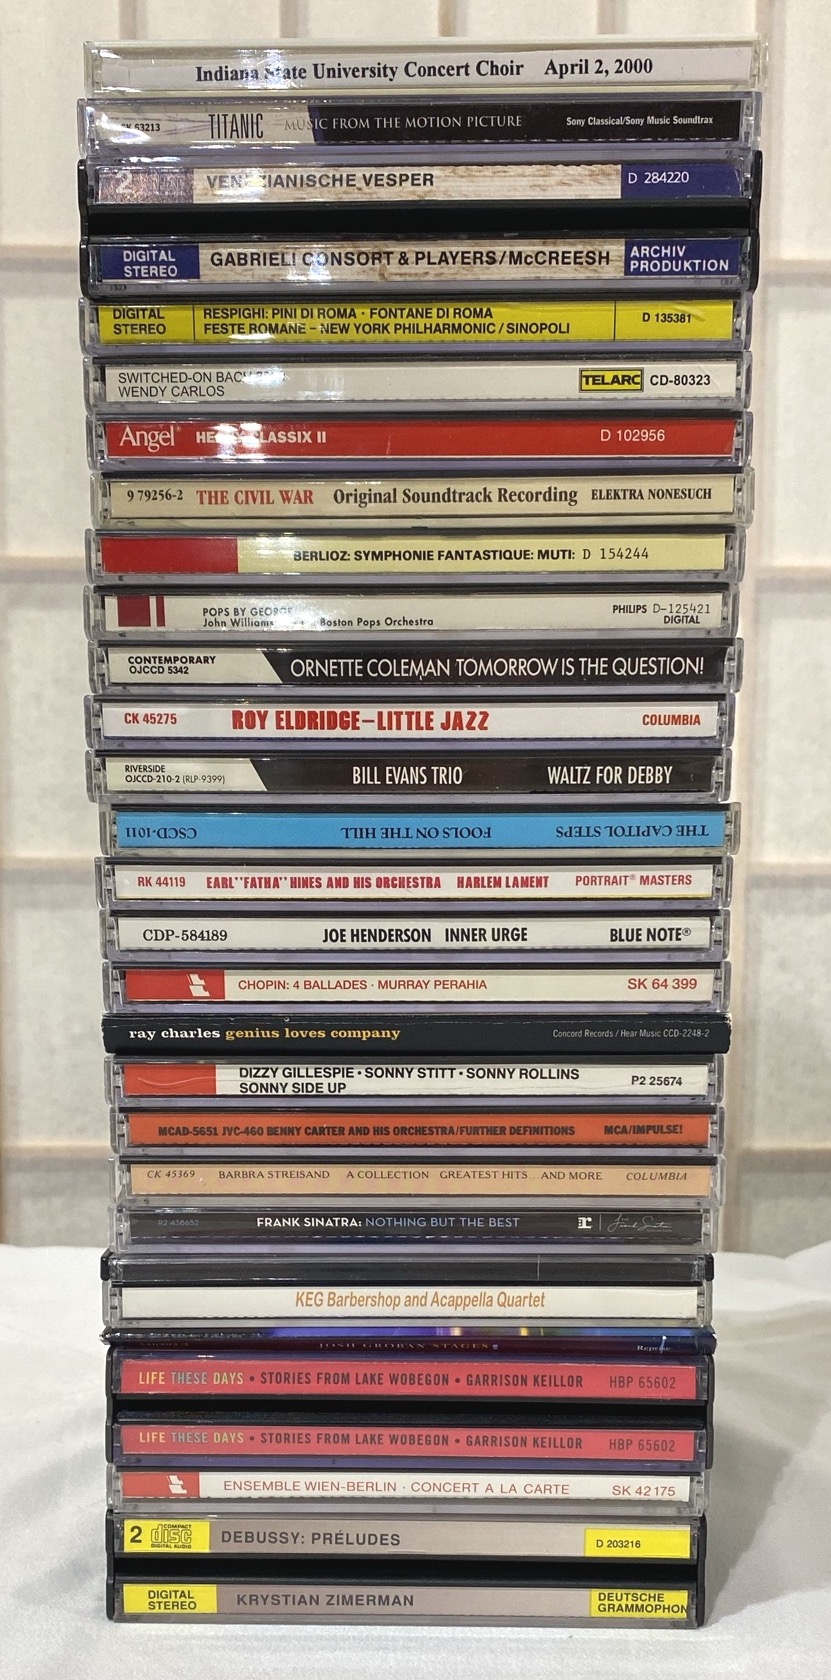 Indiana State University Concert Choir April 2, 2000
63213 TITANIC MUSIC FROM THE MOTION PICTURE Sony Classical/Sony Music Soundtrax
2 VENEZIANISCHE VESPER D 284220
DIGITAL STEREO GABRIELI CONSORT & PLAYERS/McCREESH ARCHIV PRODUKTION
DIGITAL STEREO RESPIGHI: PINI DI ROMA · FONTANE DI ROMA
FESTE ROMANE – NEW YORK PHILHARMONIC / SINOPOLI D 135381
SWITCHED-ON BACH
WENDY CARLOS TELARC CD-80323
Angel CLASSIX II D 102956
9 79256-2 THE CIVIL WAR Original Soundtrack Recording ELEKTRA NONESUCH
BERLIOZ: SYMPHONIE FANTASTIQUE: MUTI: D 154244
POPS BY GEORGE PHILIPS D-125421
John Williams Boston Pops Orchestra DIGITAL
CONTEMPORARY
OJCCD 5342 ORNETTE COLEMAN TOMORROW IS THE QUESTION!
CK 45275 ROY ELDRIDGE–LITTLE JAZZ COLUMBIA
RIVERSIDE
OJCCD-210-2 (RLP-9399) BILL EVANS TRIO WALTZ FOR DEBBY
THE CAPITOL STEPS FOOLS ON THE HILL CSCD-1011
RK 44119 EARL "FATHA" HINES AND HIS ORCHESTRA HARLEM LAMENT PORTRAIT® MASTERS
CDP-584189 JOE HENDERSON INNER URGE BLUE NOTE®
CHOPIN: 4 BALLADES · MURRAY PERAHIA SK 64 399
ray charles genius loves company Concord Records / Hear Music CCD-2248-2
DIZZY GILLESPIE • SONNY STITT • SONNY ROLLINS
SONNY SIDE UP P2 25674
MCAD-5651 JVC-460 BENNY CARTER AND HIS ORCHESTRA/FURTHER DEFINITIONS MCA/IMPULSE!
CK 45369 BARBRA STREISAND A COLLECTION GREATEST HITS...AND MORE COLUMBIA
R2 438652 FRANK SINATRA: NOTHING BUT THE BEST r Frank Sinatra
KEG Barbershop and Acappella Quartet
JOSH GROBAN STAGES Reprise
LIFE THESE DAYS • STORIES FROM LAKE WOBEGON • GARRISON KEILLOR HBP 65602
LIFE THESE DAYS • STORIES FROM LAKE WOBEGON • GARRISON KEILLOR HBP 65602
ENSEMBLE WIEN-BERLIN · CONCERT A LA CARTE SK 42175
2 COMPACT disc DIGITAL AUDIO DEBUSSY: PRÉLUDES D 203216
DIGITAL STEREO KRYSTIAN ZIMERMAN DEUTSCHE GRAMMOPHON